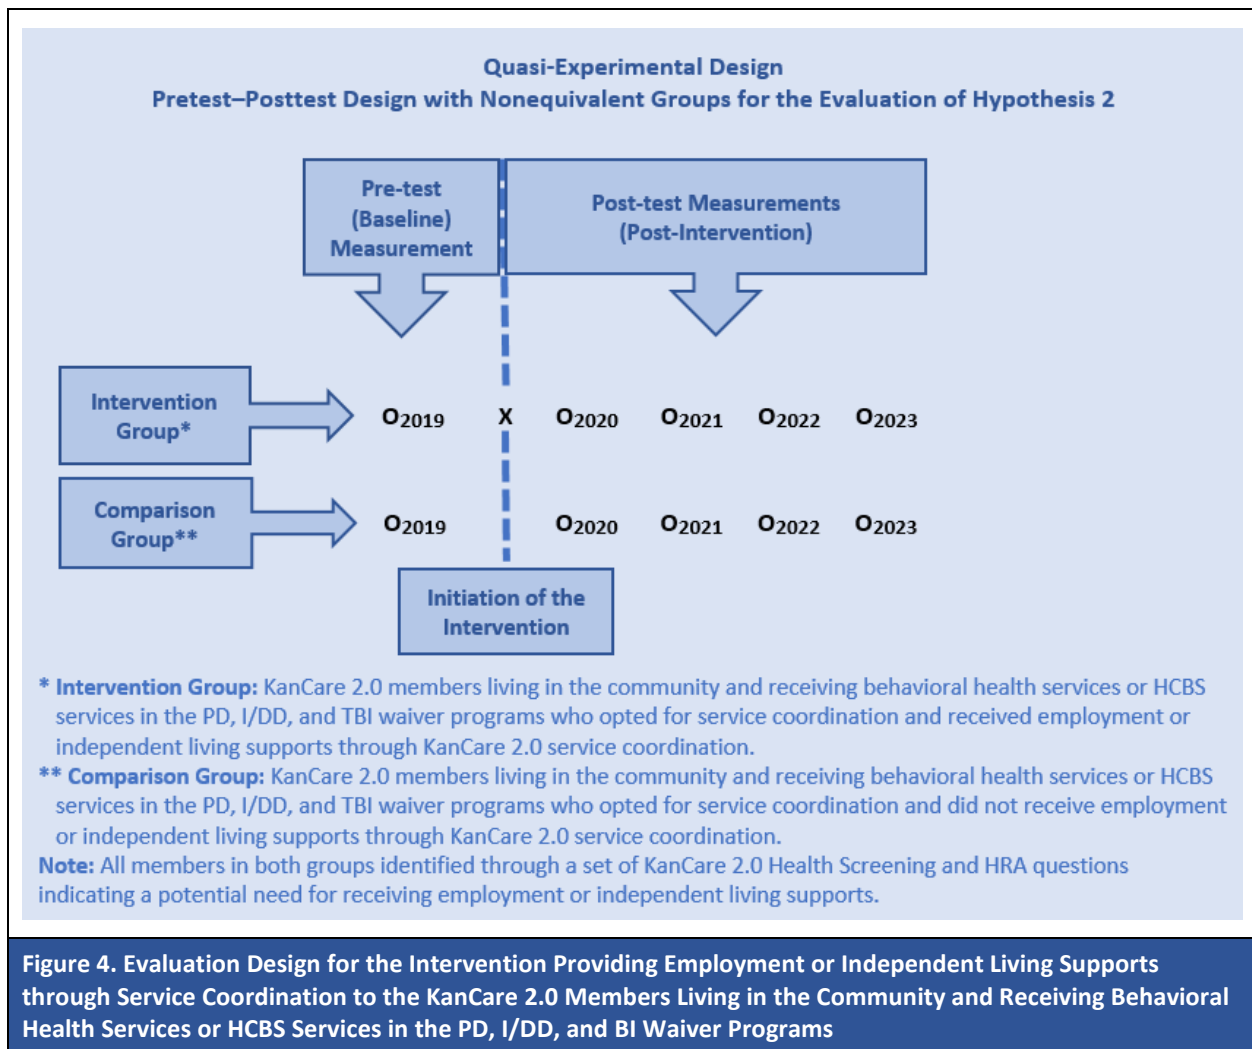 Quasi-Experimental Design
Pretest–Posttest Design with Nonequivalent Groups for the Evaluation of Hypothesis 2
Pre-test
(Baseline)
Measurement
Post-test Measurements
(Post-Intervention)
Intervention
Group*
O2019 X O2020 O2021 O2022 O2023
Comparison
Group**
O2019 O2020 O2021 O2022 O2023
Initiation of the
Intervention
* Intervention Group: KanCare 2.0 members living in the community and receiving behavioral health services or HCBS
services in the PD, I/DD, and TBI waiver programs who opted for service coordination and received employment or
independent living supports through KanCare 2.0 service coordination.
** Comparison Group: KanCare 2.0 members living in the community and receiving behavioral health services or HCBS
services in the PD, I/DD, and TBI waiver programs who opted for service coordination and did not receive employment
or independent living supports through KanCare 2.0 service coordination.
Note: All members in both groups identified through a set of KanCare 2.0 Health Screening and HRA questions
indicating a potential need for receiving employment or independent living supports.
Figure 4. Evaluation Design for the Intervention Providing Employment or Independent Living Supports
through Service Coordination to the KanCare 2.0 Members Living in the Community and Receiving Behavioral
Health Services or HCBS Services in the PD, I/DD, and BI Waiver Programs